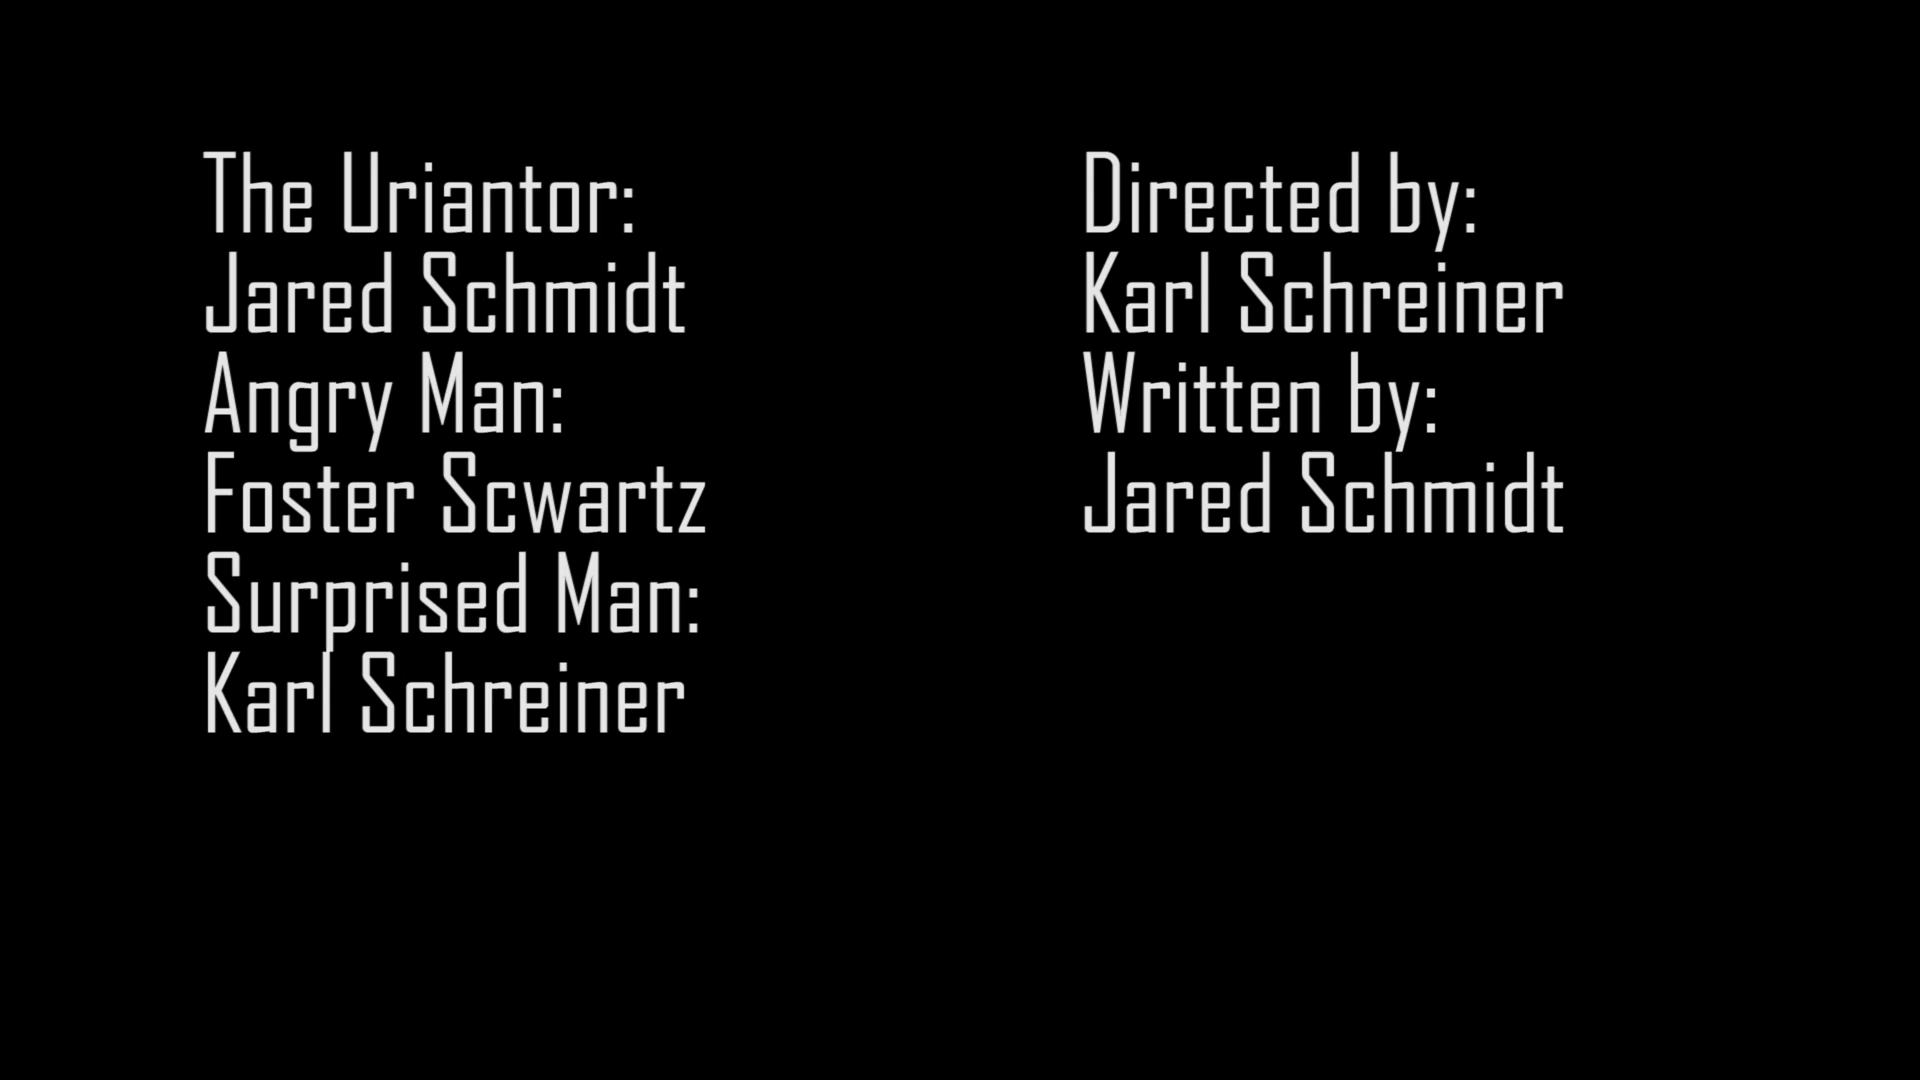 The Uriantor:
Jared Schmidt
Angry Man:
Foster Scwartz
Surprised Man:
Karl Schreiner
Directed by:
Karl Schreiner
Written by:
Jared Schmidt